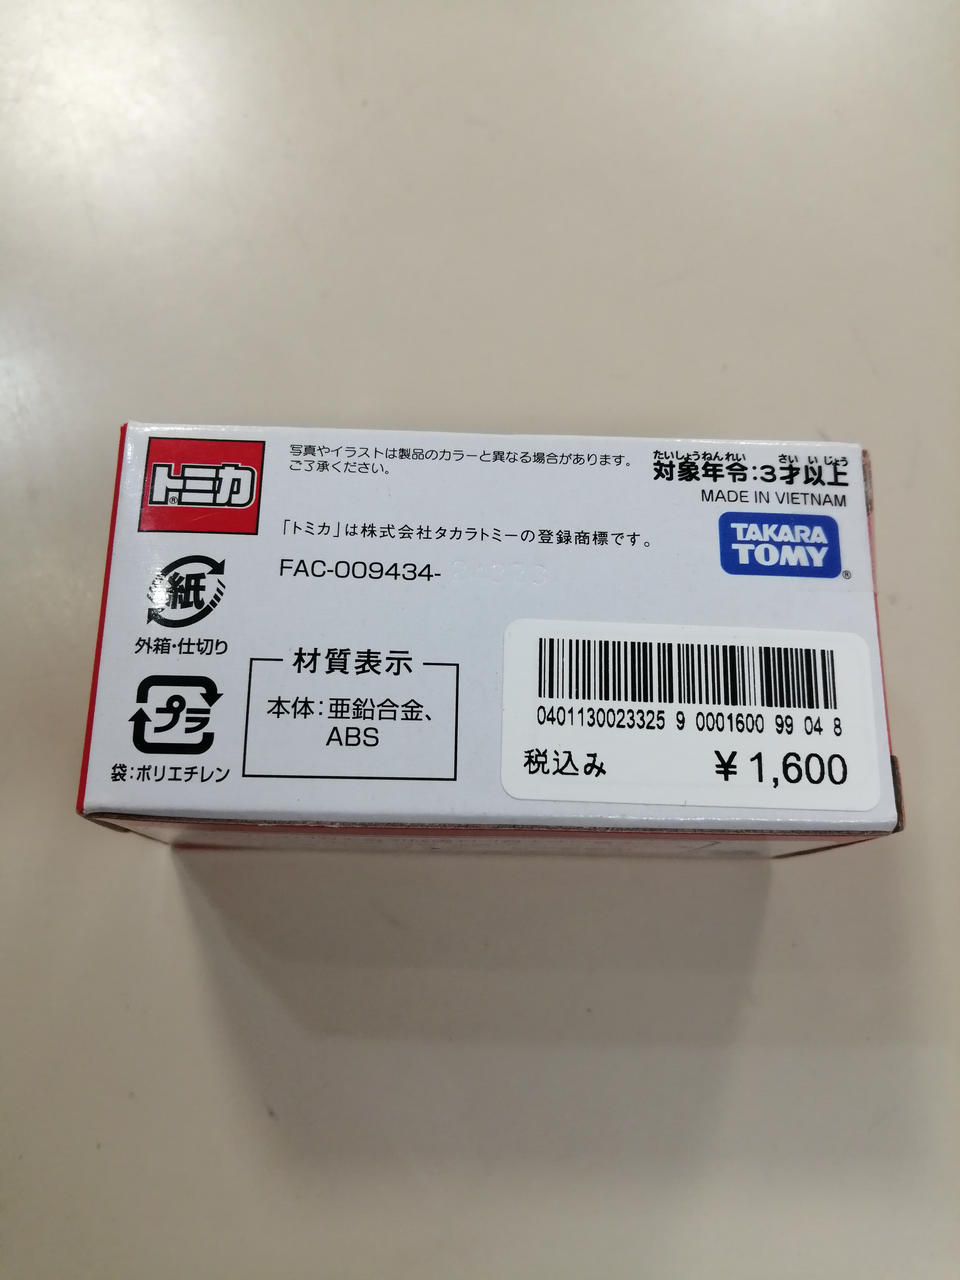 トミカ®
写真やイラストは製品のカラーと異なる場合があります。
ご了承ください。
たいしょうねんれい さい いじょう
対象年令:3才以上
MADE IN VIETNAM
TAKARA
TOMY®
「トミカ」は株式会社タカラトミーの登録商標です。
FAC-009434-
紙
外箱・仕切り
プラ
袋:ポリエチレン
材質表示
本体:亜鉛合金、
ABS
0401130023325 9 0001600 99 04 8
税込み ¥1,600